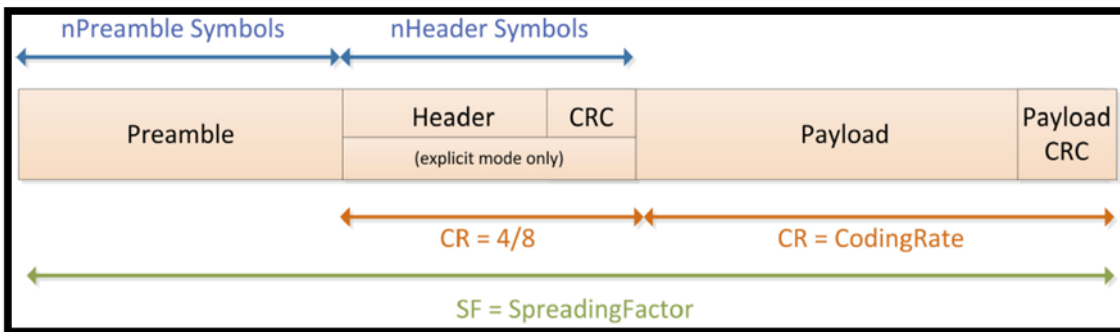 nPreamble Symbols nHeader Symbols
Preamble Header CRC Payload Payload CRC
(explicit mode only)
CR = 4/8 CR = CodingRate
SF = SpreadingFactor